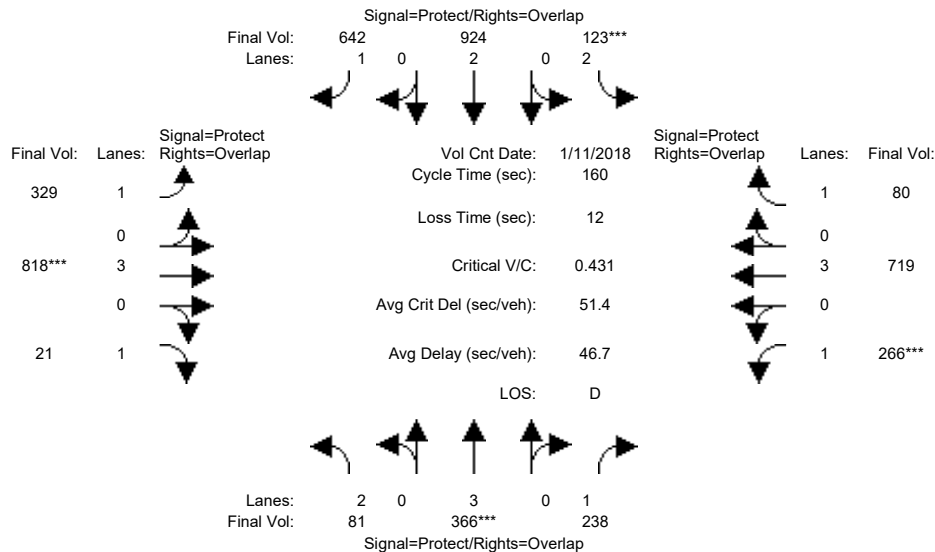 Signal=Protect/Rights=Overlap
Final Vol: 642 924 123***
Lanes: 1 0 2 0 2
Signal=Protect
Final Vol: Lanes: Rights=Overlap
Vol Cnt Date: 1/11/2018
Signal=Protect
Rights=Overlap Lanes: Final Vol:
Cycle Time (sec): 160
329 1
1 80
Loss Time (sec): 12
0
0
818*** 3
Critical V/C: 0.431
3 719
0
Avg Crit Del (sec/veh): 51.4
0
21 1
Avg Delay (sec/veh): 46.7
1 266***
LOS: D
Lanes: 2 0 3 0 1
Final Vol: 81 366*** 238
Signal=Protect/Rights=Overlap